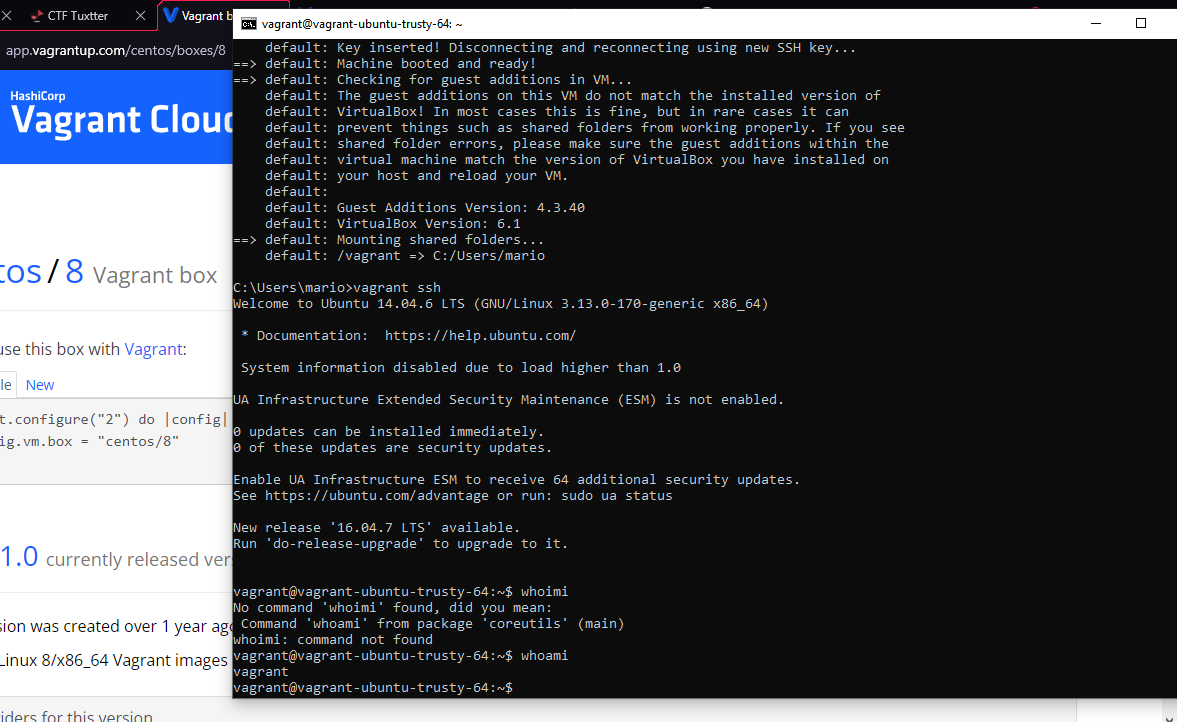 CTF Tuxtter
Vagrant b
app.vagrantup.com/centos/boxes/8
HashiCorp
Vagrant Cloud
tos / 8 Vagrant box
use this box with Vagrant:
le New
t.configure("2") do |config|
ig.vm.box = "centos/8"
1.0 currently released ver
sion was created over 1 year ago
Linux 8/x86_64 Vagrant images
iders for this version
vagrant@vagrant-ubuntu-trusty-64: ~
default: Key inserted! Disconnecting and reconnecting using new SSH key...
==> default: Machine booted and ready!
==> default: Checking for guest additions in VM...
default: The guest additions on this VM do not match the installed version of
default: VirtualBox! In most cases this is fine, but in rare cases it can
default: prevent things such as shared folders from working properly. If you see
default: shared folder errors, please make sure the guest additions within the
default: virtual machine match the version of VirtualBox you have installed on
default: your host and reload your VM.
default:
default: Guest Additions Version: 4.3.40
default: VirtualBox Version: 6.1
==> default: Mounting shared folders...
default: /vagrant => C:/Users/mario
C:\Users\mario>vagrant ssh
Welcome to Ubuntu 14.04.6 LTS (GNU/Linux 3.13.0-170-generic x86_64)
* Documentation:  https://help.ubuntu.com/
System information disabled due to load higher than 1.0
UA Infrastructure Extended Security Maintenance (ESM) is not enabled.
0 updates can be installed immediately.
0 of these updates are security updates.
Enable UA Infrastructure ESM to receive 64 additional security updates.
See https://ubuntu.com/advantage or run: sudo ua status
New release '16.04.7 LTS' available.
Run 'do-release-upgrade' to upgrade to it.
vagrant@vagrant-ubuntu-trusty-64:~$ whoimi
No command 'whoimi' found, did you mean:
Command 'whoami' from package 'coreutils' (main)
whoimi: command not found
vagrant@vagrant-ubuntu-trusty-64:~$ whoami
vagrant
vagrant@vagrant-ubuntu-trusty-64:~$